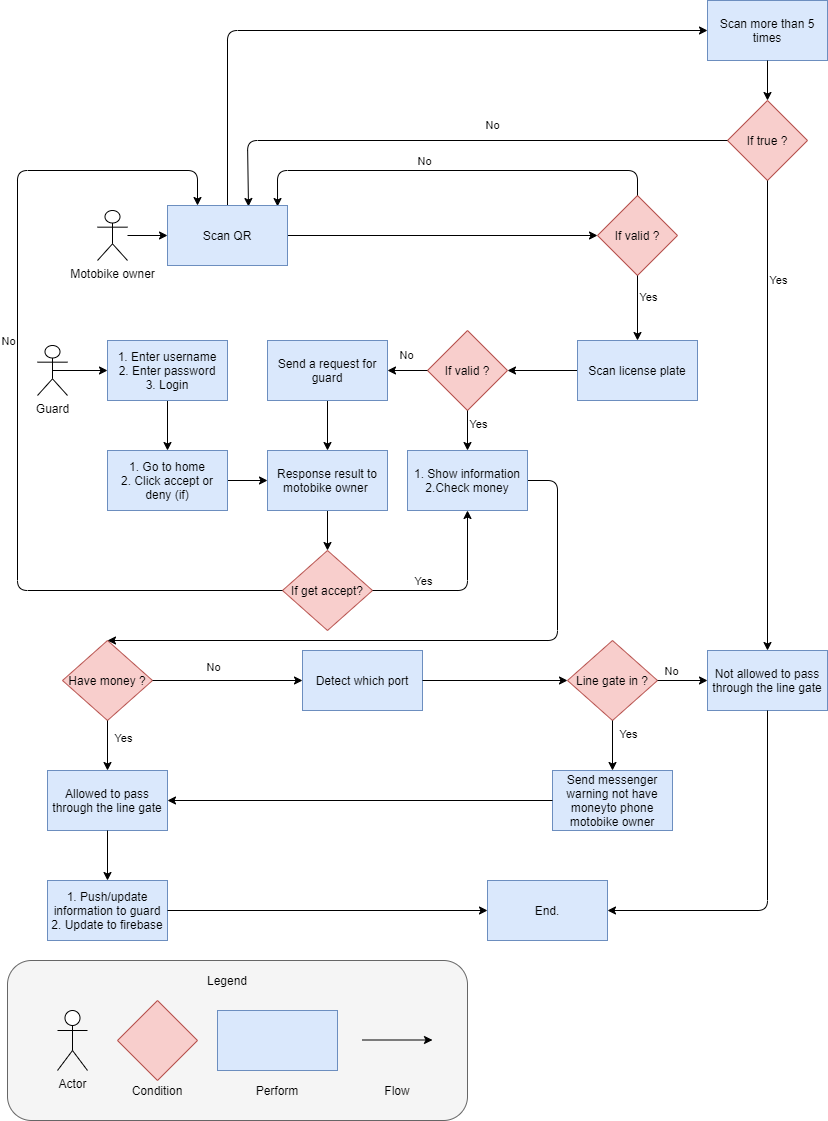 Scan more than 5
times
If true ?
No
No
Scan QR
If valid ?
Motobike owner
Yes
Yes
No
1. Enter username
2. Enter password
3. Login
Send a request for
guard
No
If valid ?
Scan license plate
Guard
Yes
1. Go to home
2. Click accept or
deny (if)
Response result to
motobike owner
1. Show information
2.Check money
If get accept?
Yes
Have money ?
No
Detect which port
Line gate in ?
No
Not allowed to pass
through the line gate
Yes
Yes
Allowed to pass
through the line gate
Send messenger
warning not have
moneyto phone
motobike owner
1. Push/update
information to guard
2. Update to firebase
End.
Legend
Actor
Condition
Perform
Flow